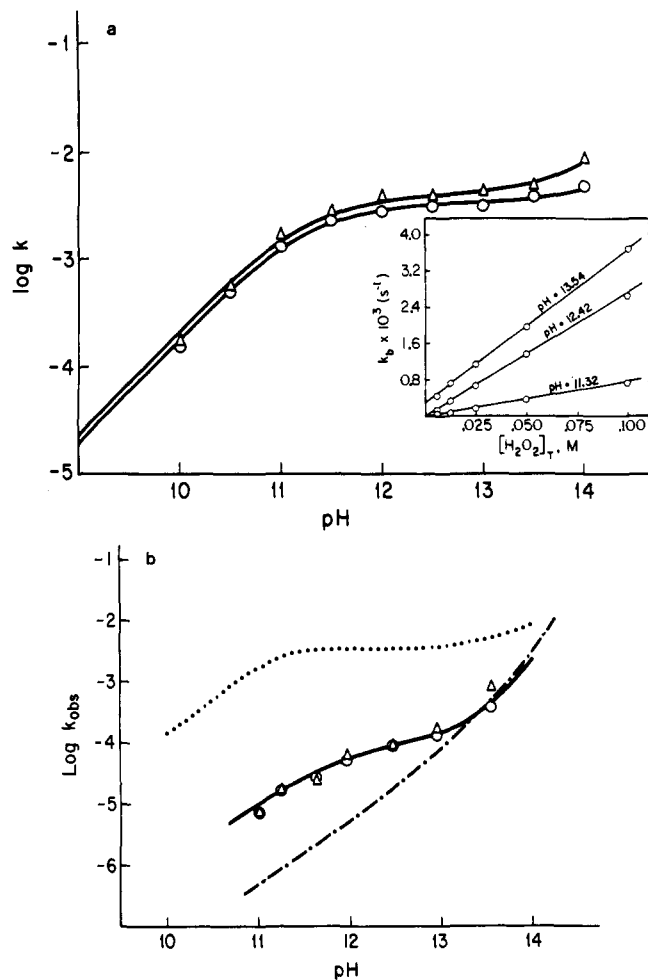 a
-1
-2
-3
-4
-5
log k
10 11 12 13 14
pH
4.0
3.2
2.4
1.6
0.8
k_b × 10³ (s⁻¹)
pH = 13.54
pH = 12.42
pH = 11.32
.025 .050 .075 .100
[H₂O₂]_T, M
b
-1
-2
-3
-4
-5
-6
Log k_obs
10 11 12 13 14
pH